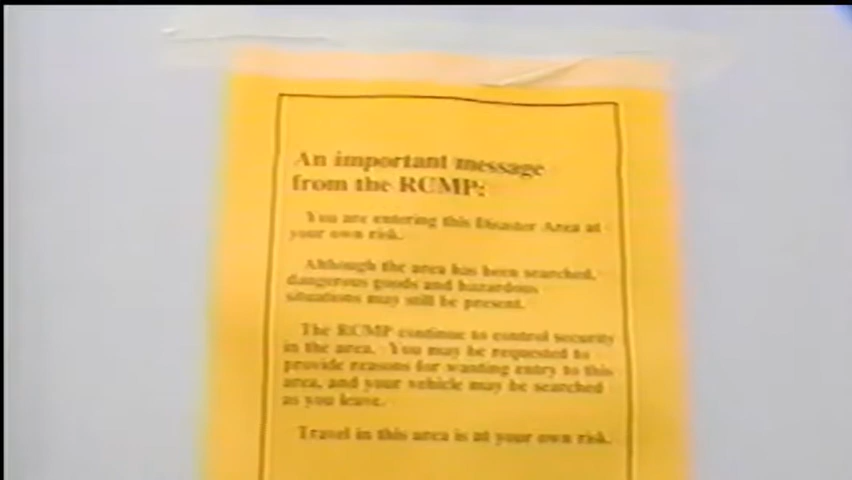 An important message
from the RCMP:
You are entering this Disaster Area at
your own risk.
Although the area has been searched,
dangerous goods and hazardous
situations may still be present.
The RCMP continue to control security
in the area. You may be requested to
provide reasons for wanting entry to this
area, and your vehicle may be searched
as you leave.
Travel in this area is at your own risk.